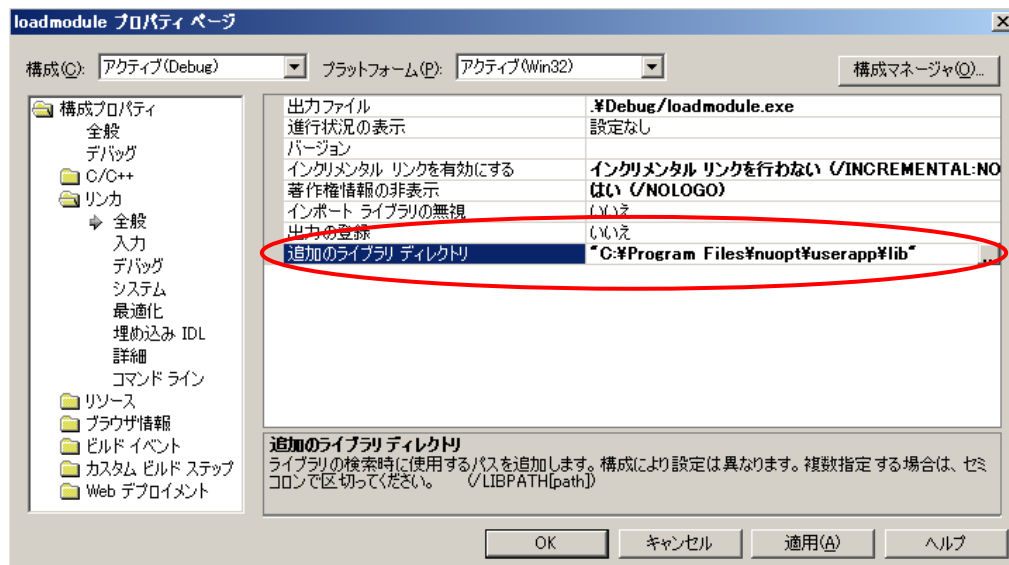 loadmodule プロパティ ページ
構成(C): アクティブ(Debug) プラットフォーム(P): アクティブ(Win32) 構成マネージャ(O)...
構成プロパティ
全般
デバッグ
C/C++
リンカ
全般
入力
デバッグ
システム
最適化
埋め込み IDL
詳細
コマンド ライン
リソース
ブラウザ情報
ビルド イベント
カスタム ビルド ステップ
Web デプロイメント
出力ファイル .¥Debug/loadmodule.exe
進行状況の表示 設定なし
バージョン
インクリメンタル リンクを有効にする インクリメンタル リンクを行わない (/INCREMENTAL:NO
著作権情報の非表示 はい (/NOLOGO)
インポート ライブラリの無視 いいえ
出力の登録 いいえ
追加のライブラリ ディレクトリ "C:¥Program Files¥nuopt¥userapp¥lib" ...
追加のライブラリ ディレクトリ
ライブラリの検索時に使用するパスを追加します。構成により設定は異なります。複数指定する場合は、セミ
コロンで区切ってください。 (/LIBPATH[path])
OK キャンセル 適用(A) ヘルプ